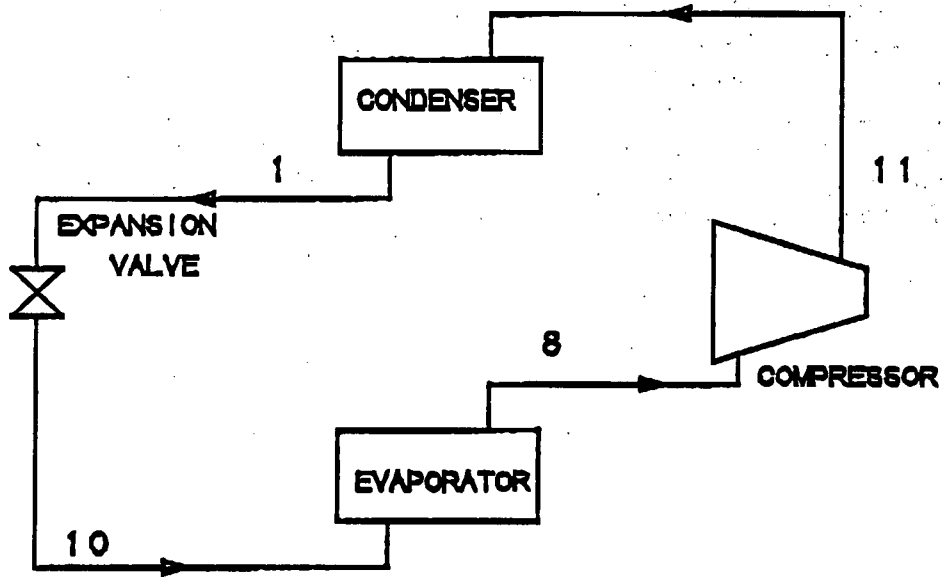 CONDENSER
1
11
EXPANSION
VALVE
8
COMPRESSOR
EVAPORATOR
10